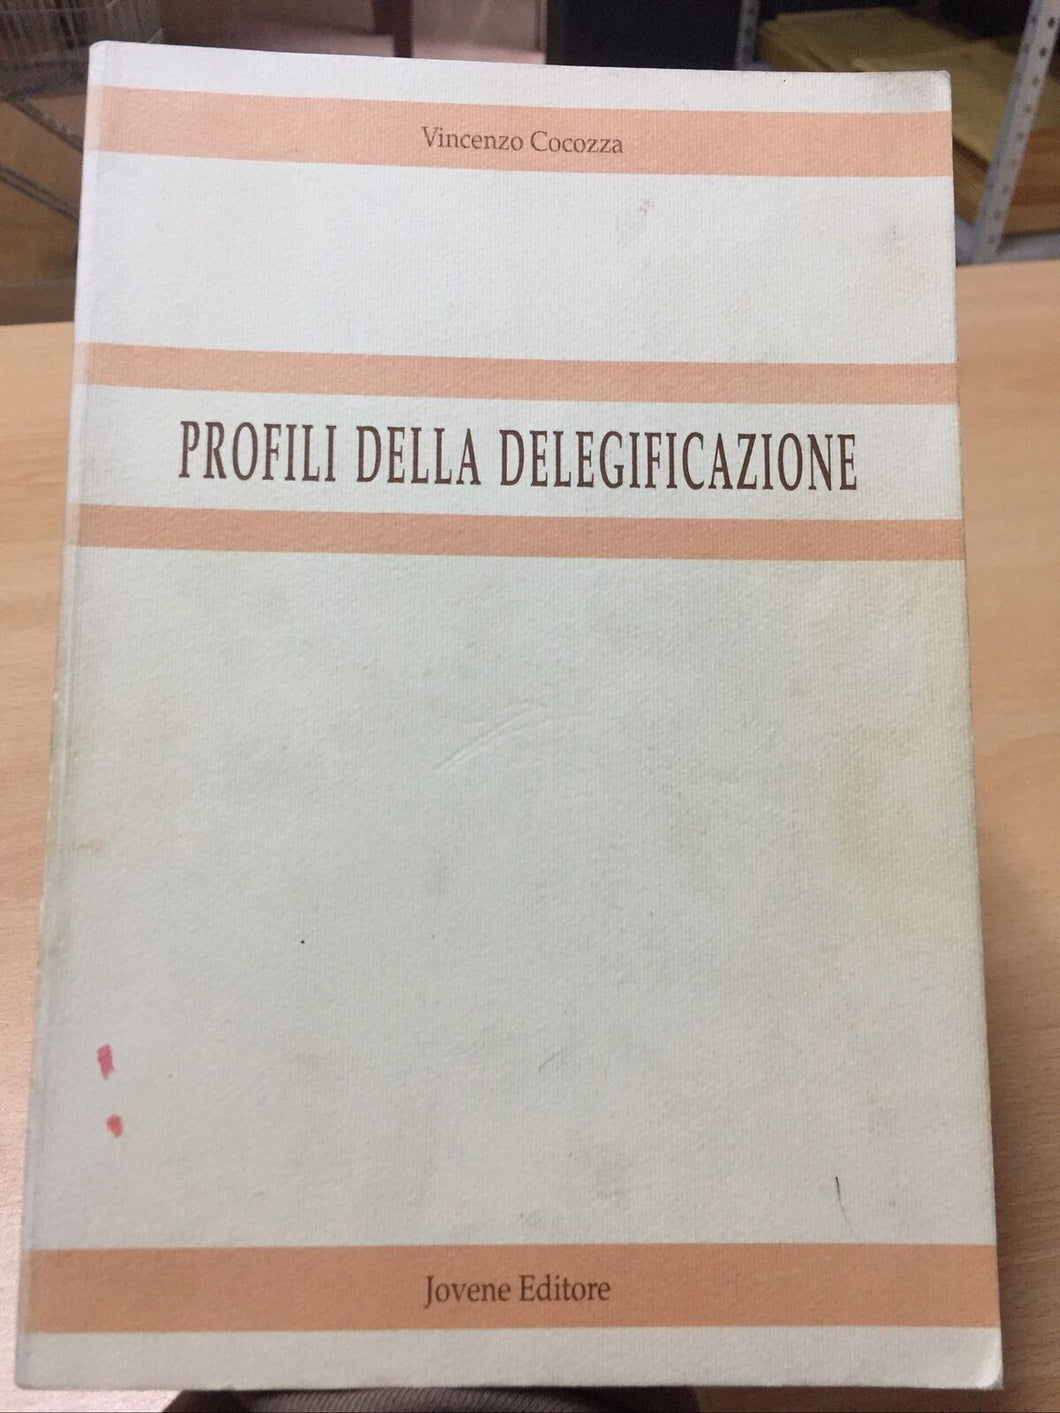 Vincenzo Cocozza
PROFILI DELLA DELEGIFICAZIONE
Jovene Editore